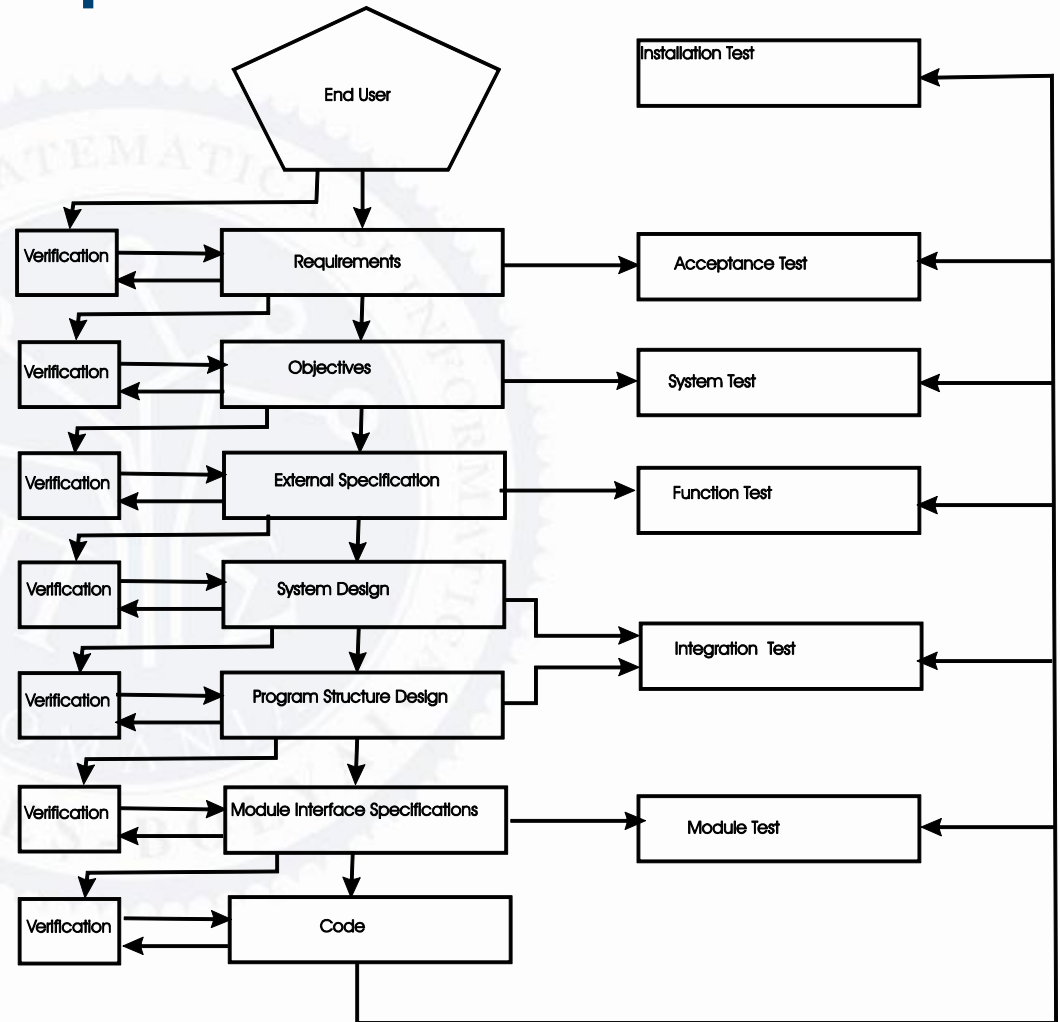 End User
Installation Test
Verification
Requirements
Acceptance Test
Verification
Objectives
System Test
Verification
External Specification
Function Test
Verification
System Design
Integration Test
Verification
Program Structure Design
Verification
Module Interface Specifications
Module Test
Verification
Code